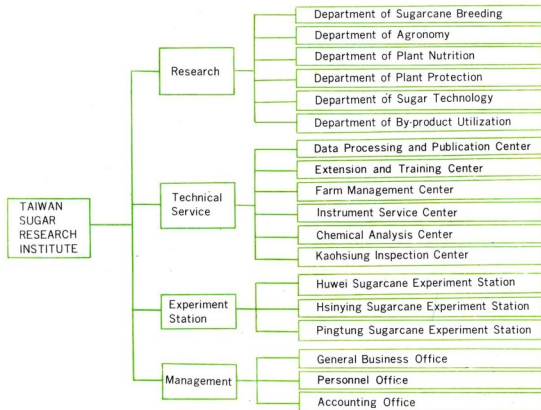 TAIWAN
SUGAR
RESEARCH
INSTITUTE
Research
Department of Sugarcane Breeding
Department of Agronomy
Department of Plant Nutrition
Department of Plant Protection
Department of Sugar Technology
Department of By-product Utilization
Technical
Service
Data Processing and Publication Center
Extension and Training Center
Farm Management Center
Instrument Service Center
Chemical Analysis Center
Kaohsiung Inspection Center
Experiment
Station
Huwei Sugarcane Experiment Station
Hsinying Sugarcane Experiment Station
Pingtung Sugarcane Experiment Station
Management
General Business Office
Personnel Office
Accounting Office